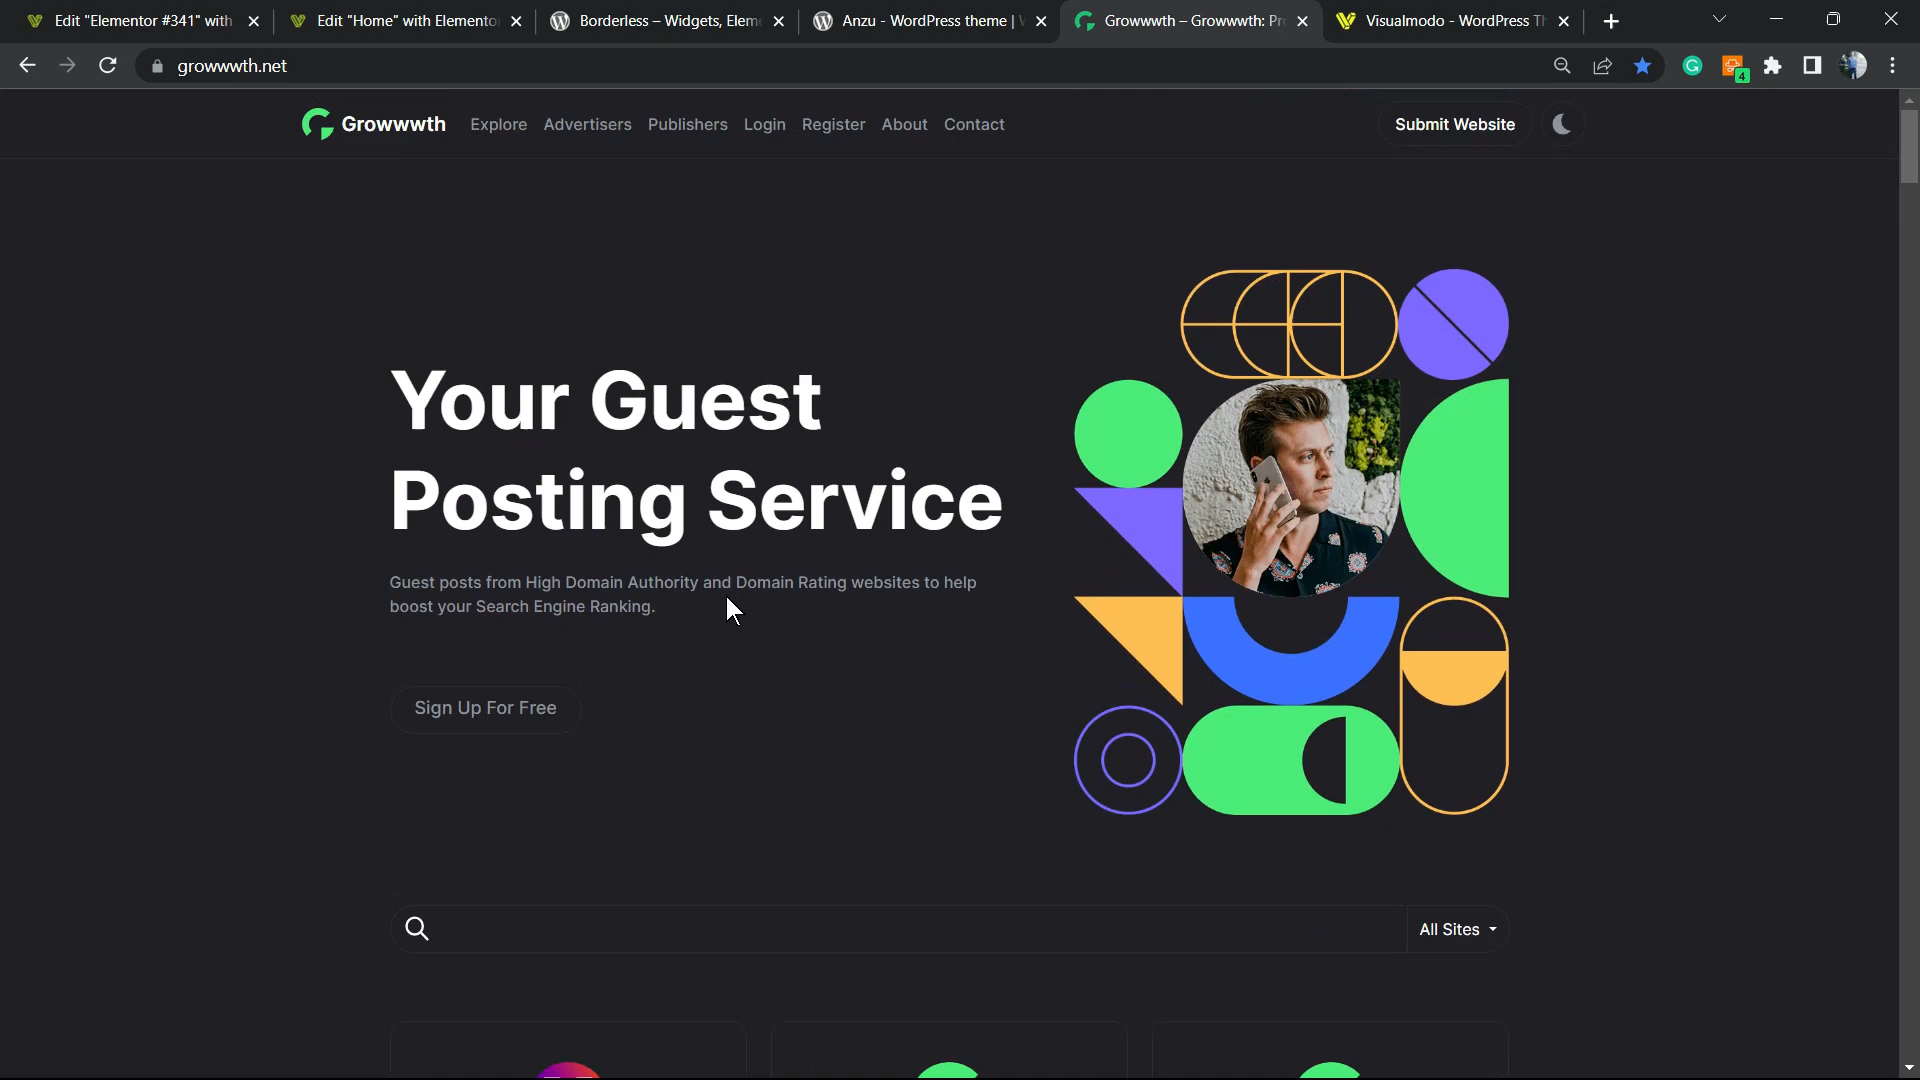 Edit "Elementor #341" with
Edit "Home" with Elemento
Borderless – Widgets, Elem
Anzu - WordPress theme |
Growwwth – Growwwth: Pr
Visualmodo - WordPress Th
growwwth.net
4
Growwwth
Explore
Advertisers
Publishers
Login
Register
About
Contact
Submit Website
Your Guest
Posting Service
Guest posts from High Domain Authority and Domain Rating websites to help
boost your Search Engine Ranking.
Sign Up For Free
All Sites